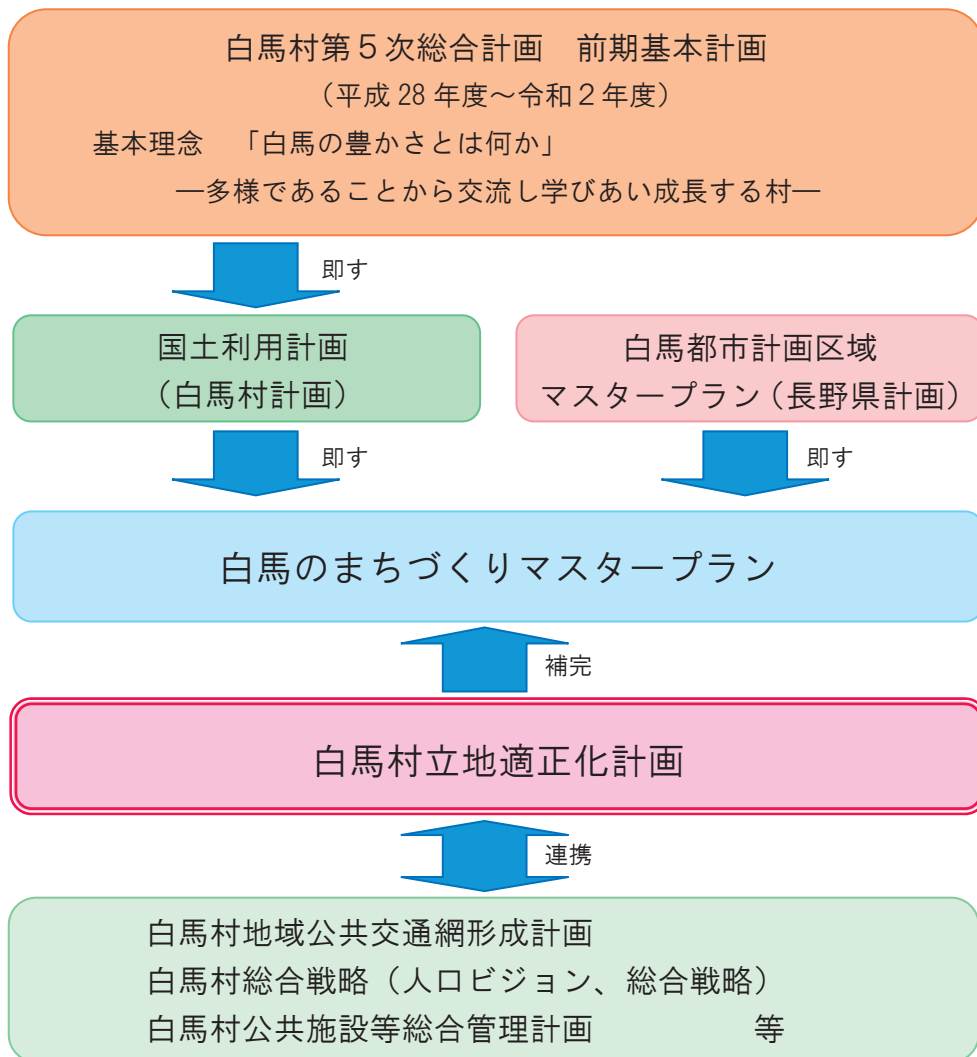 白馬村第５次総合計画　前期基本計画
（平成 28 年度～令和２年度）
基本理念　「白馬の豊かさとは何か」
―多様であることから交流し学びあい成長する村―
即す
国土利用計画
（白馬村計画）
白馬都市計画区域
マスタープラン（長野県計画）
即す
即す
白馬のまちづくりマスタープラン
補完
白馬村立地適正化計画
連携
白馬村地域公共交通網形成計画
白馬村総合戦略（人口ビジョン、総合戦略）
白馬村公共施設等総合管理計画　　　　等